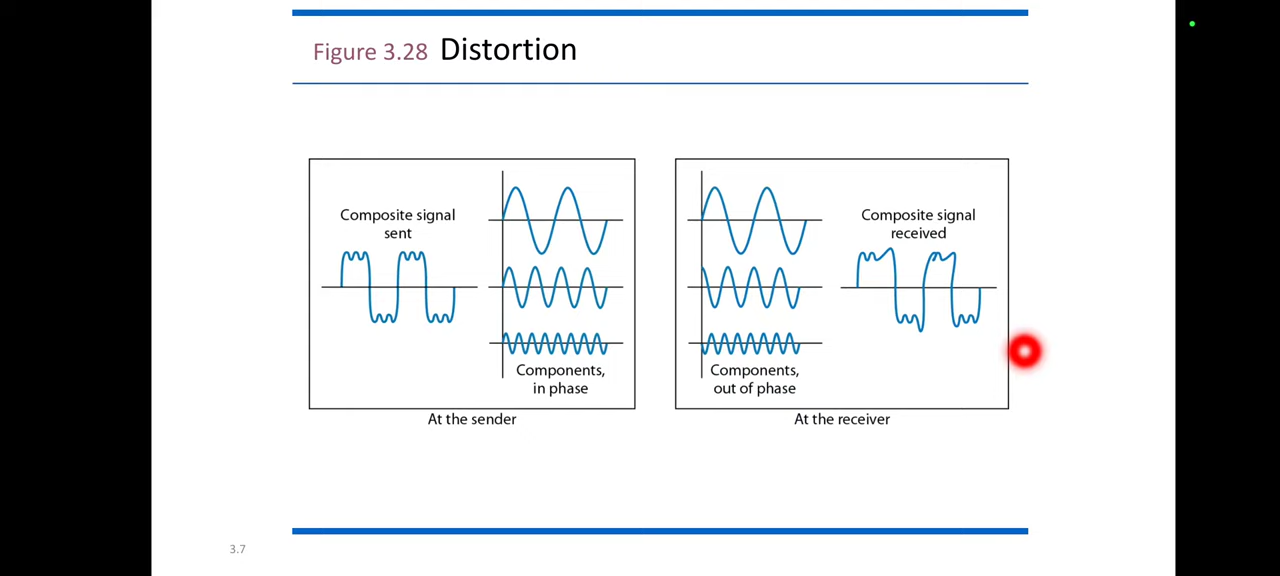 Figure 3.28 Distortion
Composite signal
sent
Components,
in phase
At the sender
Components,
out of phase
Composite signal
received
At the receiver
3.7